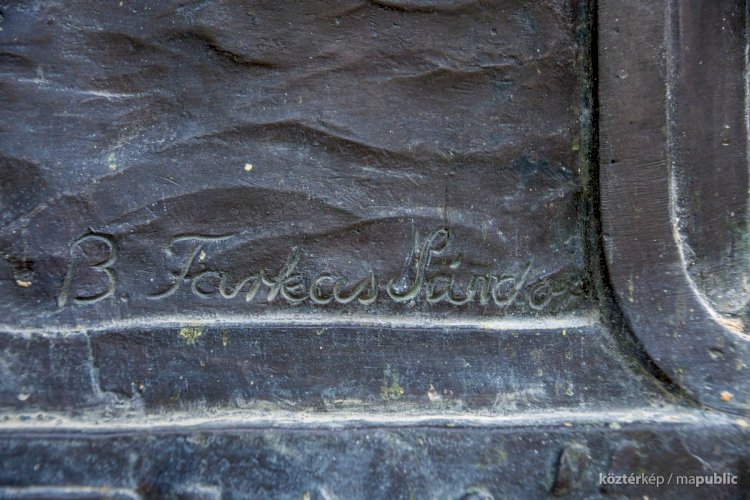 B. Farkas Sándor
köztérkép / mapublic